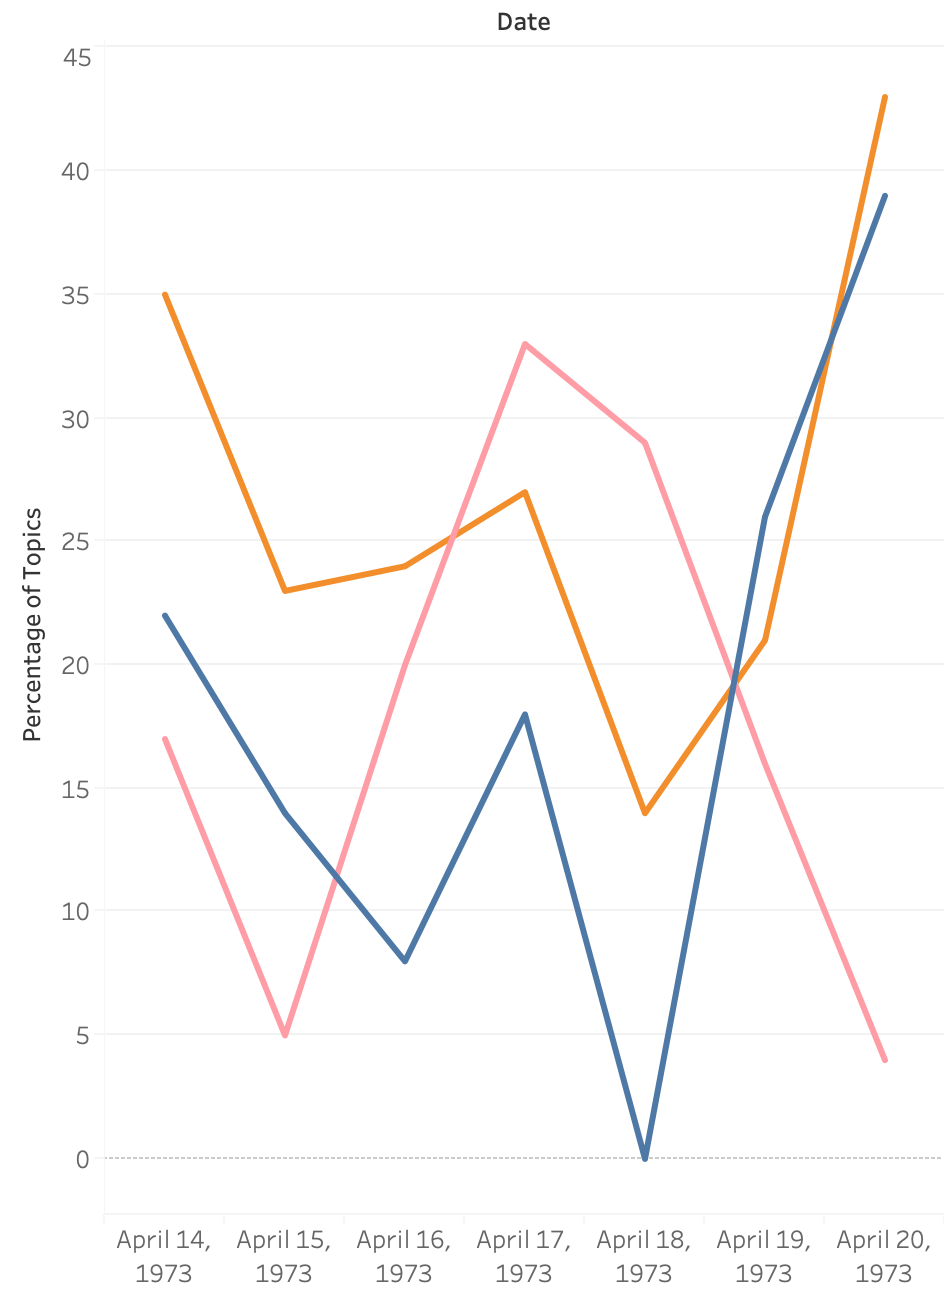 Date
45
40
35
30
25
20
15
10
5
0
Percentage of Topics
April 14,
1973
April 15,
1973
April 16,
1973
April 17,
1973
April 18,
1973
April 19,
1973
April 20,
1973